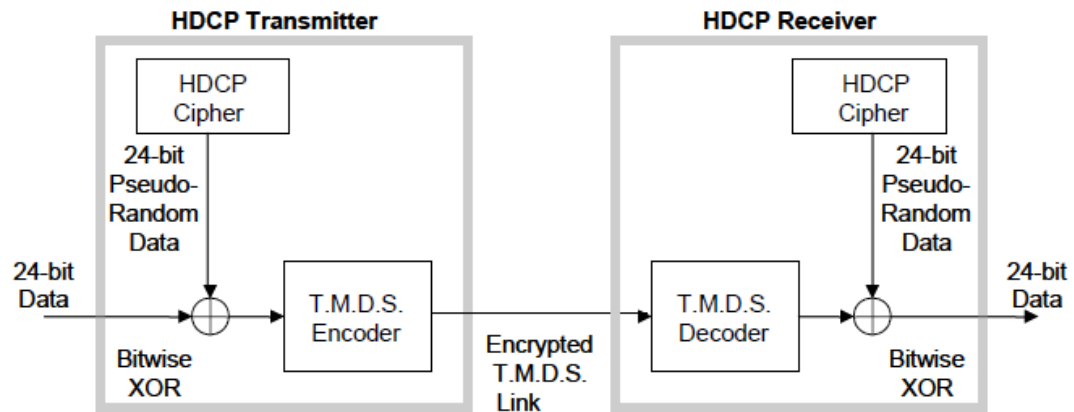 HDCP Transmitter
HDCP
Cipher
24-bit
Pseudo-
Random
Data
24-bit
Data
Bitwise
XOR
T.M.D.S.
Encoder
Encrypted
T.M.D.S.
Link
HDCP Receiver
HDCP
Cipher
24-bit
Pseudo-
Random
Data
T.M.D.S.
Decoder
24-bit
Data
Bitwise
XOR